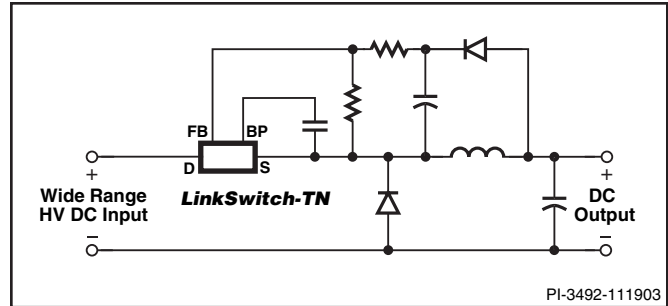 FB BP
D S
+ +
Wide Range LinkSwitch-TN DC
HV DC Input Output
– –
PI-3492-111903